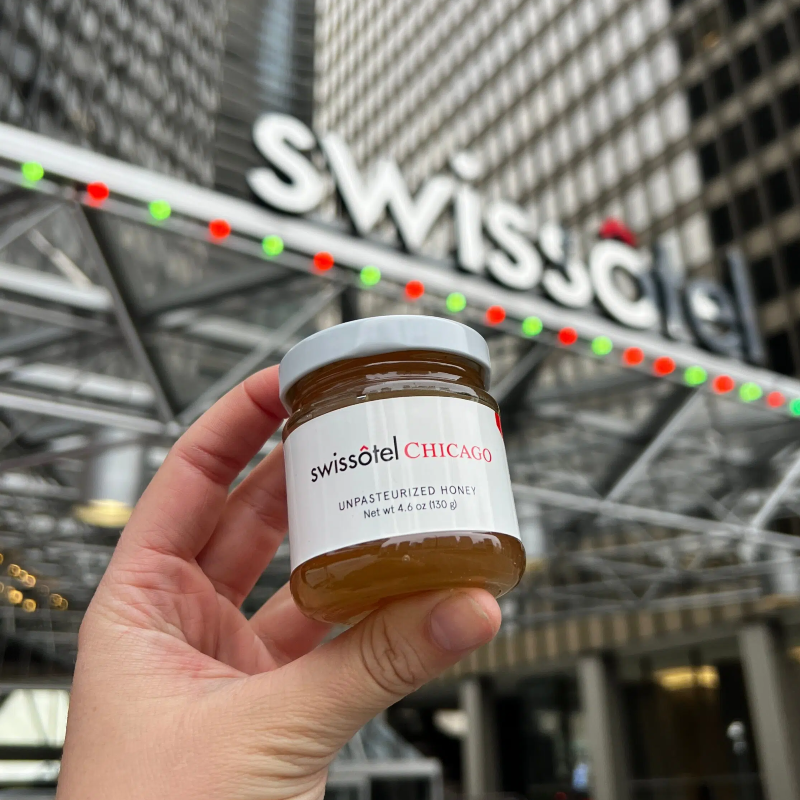 swissôtel
swissôtel CHICAGO
UNPASTEURIZED HONEY
Net wt 4.6 oz (130 g)